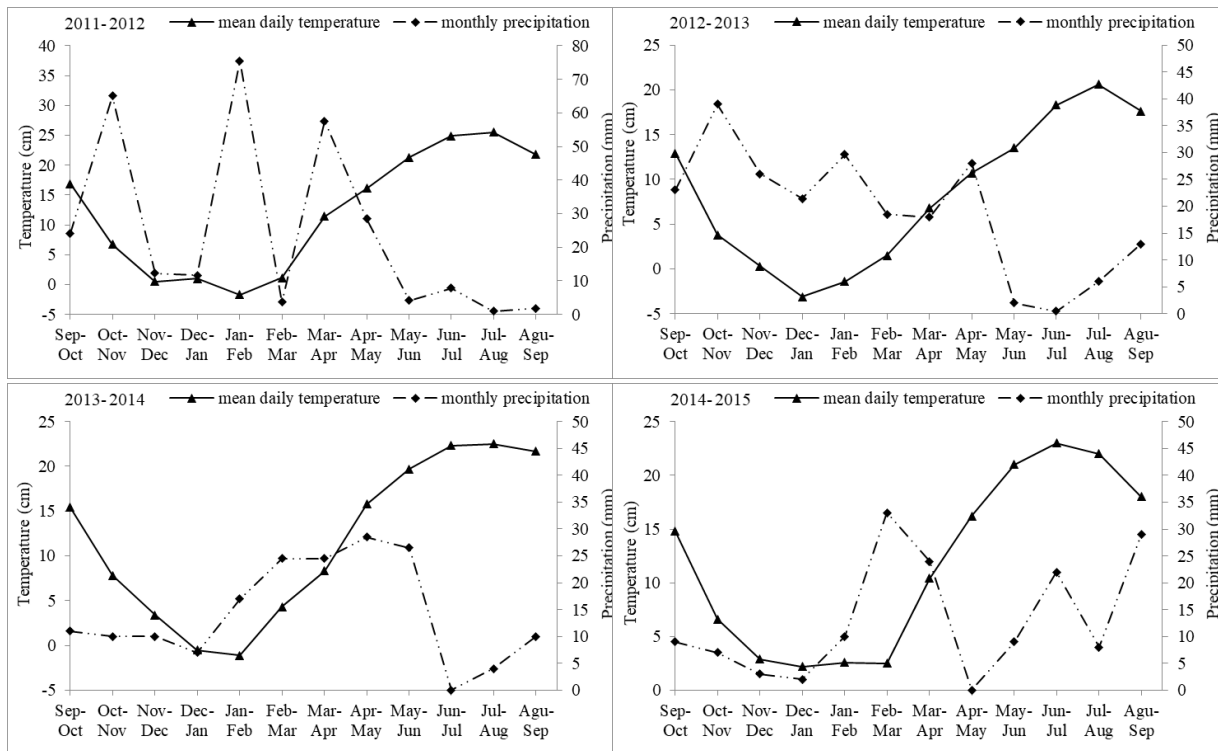 2011-2012 mean daily temperature monthly precipitation
40 80
35 70
30 60
25 50
20 40
15 30
10 20
5 10
0 0
-5
Temperature (cm)
Precipitation (mm)
Sep-Oct Oct-Nov Nov-Dec Dec-Jan Jan-Feb Feb-Mar Mar-Apr Apr-May May-Jun Jun-Jul Jul-Aug Agu-Sep
2012-2013 mean daily temperature monthly precipitation
25 50
20 45
15 40
10 35
5 30
0 25
-5 20
15
10
5
0
Temperature (cm)
Precipitation (mm)
Sep-Oct Oct-Nov Nov-Dec Dec-Jan Jan-Feb Feb-Mar Mar-Apr Apr-May May-Jun Jun-Jul Jul-Aug Agu-Sep
2013-2014 mean daily temperature monthly precipitation
25 50
20 45
15 40
10 35
5 30
0 25
-5 20
15
10
5
0
Temperature (cm)
Precipitation (mm)
Sep-Oct Oct-Nov Nov-Dec Dec-Jan Jan-Feb Feb-Mar Mar-Apr Apr-May May-Jun Jun-Jul Jul-Aug Agu-Sep
2014-2015 mean daily temperature monthly precipitation
25 50
20 45
15 40
10 35
5 30
0 25
20
15
10
5
0
Temperature (cm)
Precipitation (mm)
Sep-Oct Oct-Nov Nov-Dec Dec-Jan Jan-Feb Feb-Mar Mar-Apr Apr-May May-Jun Jun-Jul Jul-Aug Agu-Sep